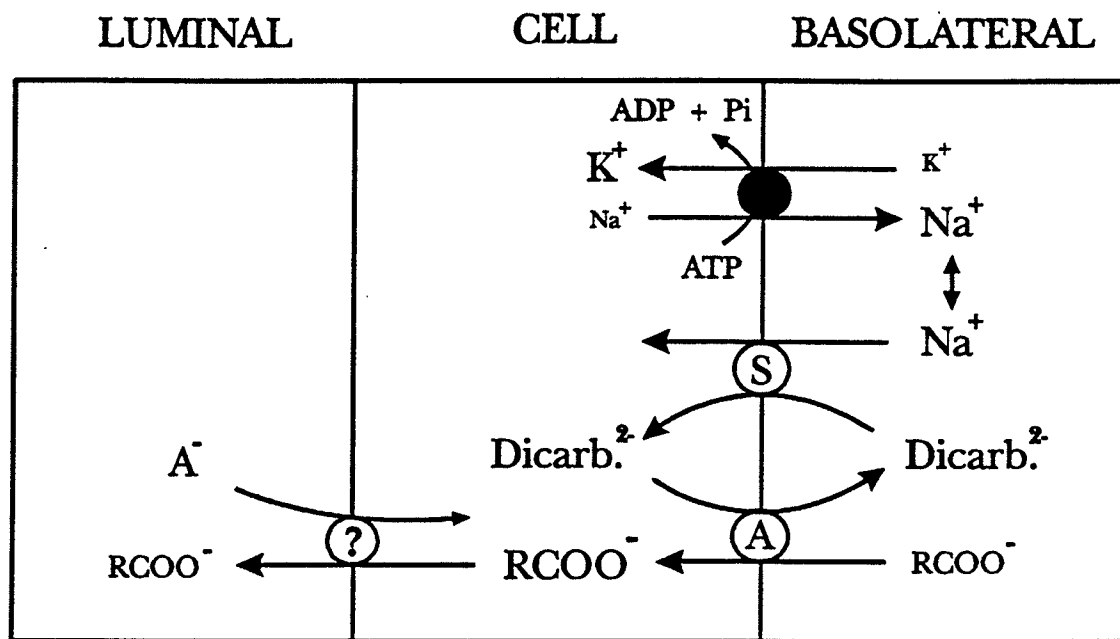 LUMINAL CELL BASOLATERAL
ADP + Pi
K⁺ K⁺
Na⁺ Na⁺
ATP
Na⁺
S
A⁻ Dicarb.²⁻ Dicarb.²⁻
? A
RCOO⁻ RCOO⁻ RCOO⁻